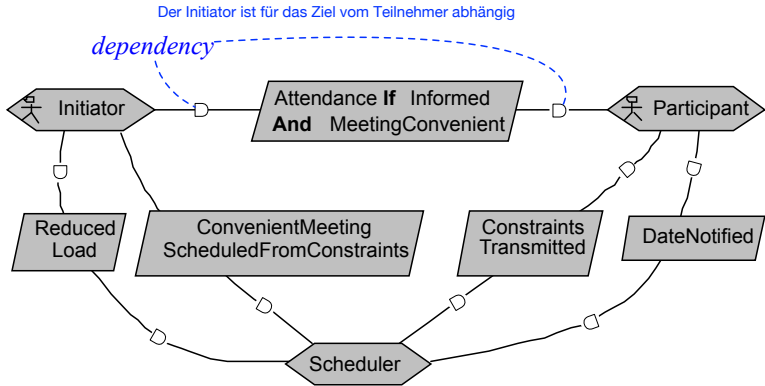 Der Initiator ist für das Ziel vom Teilnehmer abhängig
dependency
Initiator
Attendance If Informed
And MeetingConvenient
Participant
Reduced
Load
ConvenientMeeting
ScheduledFromConstraints
Constraints
Transmitted
DateNotified
Scheduler